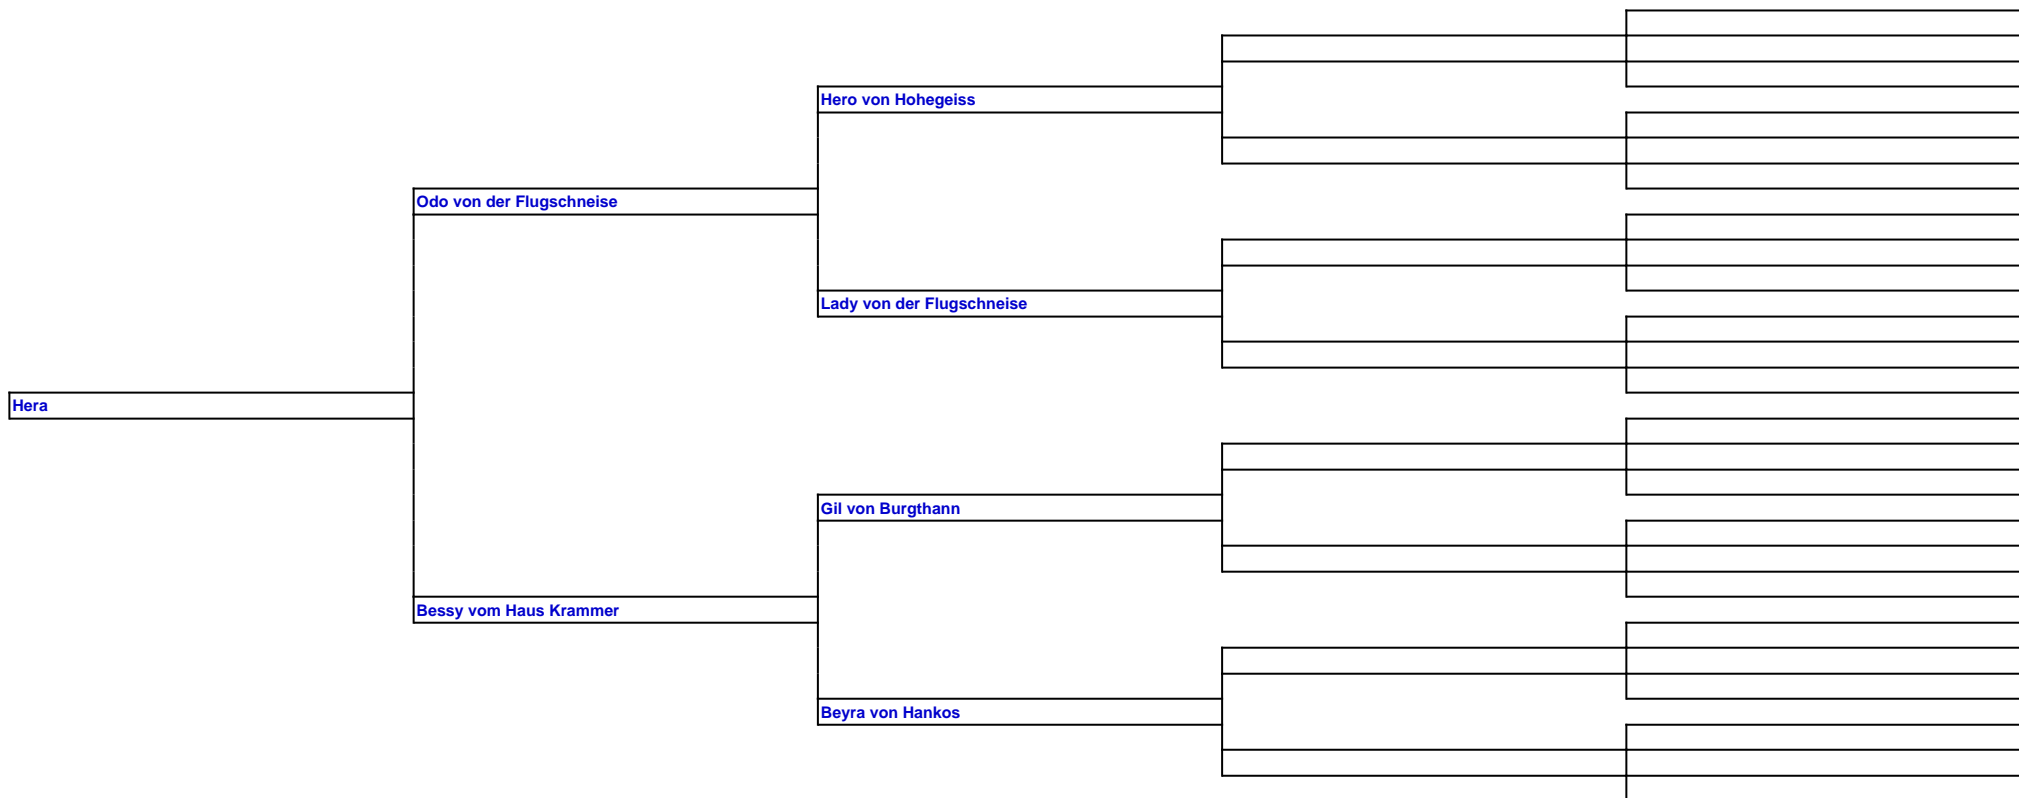 Hero von Hohegeiss
Odo von der Flugschneise
Lady von der Flugschneise
Hera
Gil von Burgthann
Bessy vom Haus Krammer
Beyra von Hankos